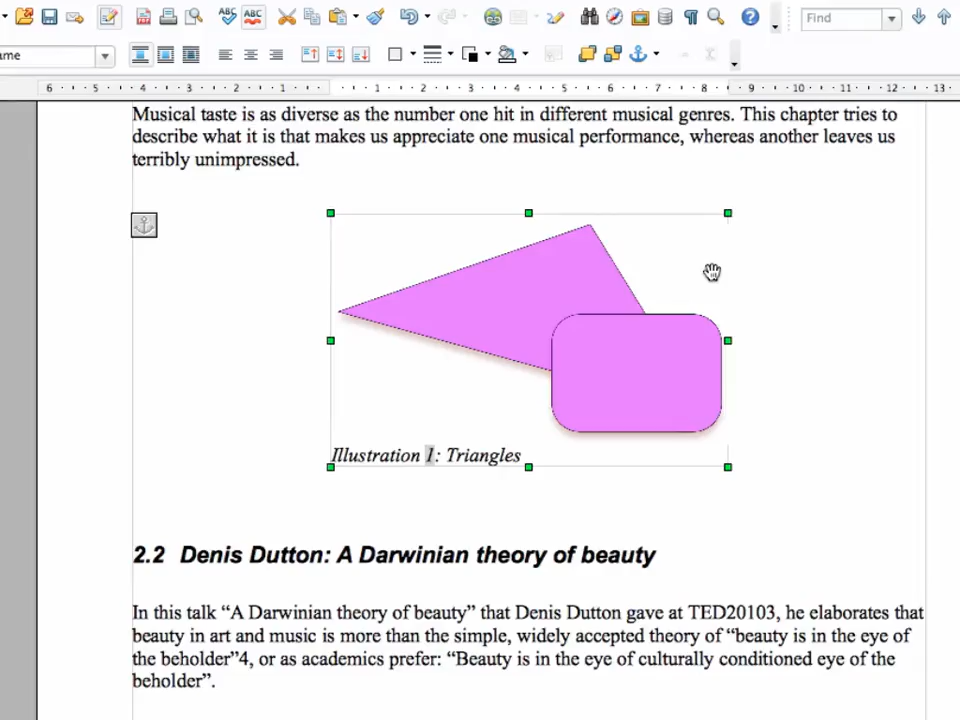 ABC
ABC
Find
ame
6 5 4 3 2 1 1 2 3 4 5 6 7 8 9 10 11 12 13
Musical taste is as diverse as the number one hit in different musical genres. This chapter tries to
describe what it is that makes us appreciate one musical performance, whereas another leaves us
terribly unimpressed.
Illustration 1: Triangles
2.2 Denis Dutton: A Darwinian theory of beauty
In this talk “A Darwinian theory of beauty” that Denis Dutton gave at TED20103, he elaborates that
beauty in art and music is more than the simple, widely accepted theory of “beauty is in the eye of
the beholder”4, or as academics prefer: “Beauty is in the eye of culturally conditioned eye of the
beholder”.